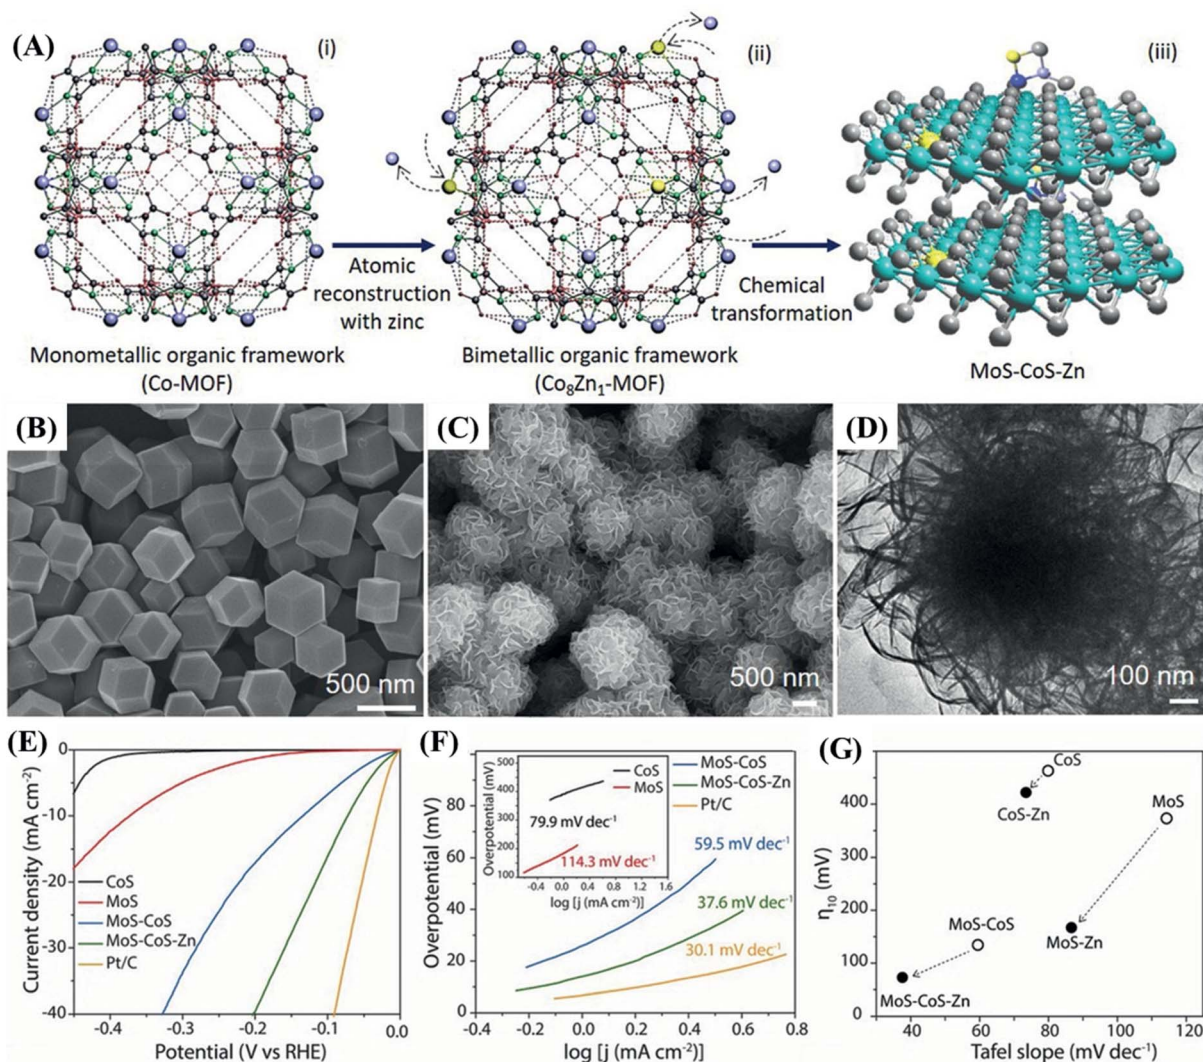 (A)
(i)
(ii)
(iii)
Atomic
reconstruction
with zinc
Chemical
transformation
Monometallic organic framework
(Co-MOF)
Bimetallic organic framework
(Co₈Zn₁-MOF)
MoS-CoS-Zn
(B)
500 nm
(C)
500 nm
(D)
100 nm
(E)
0
-10
-20
-30
-40
Current density (mA cm⁻²)
CoS
MoS
MoS-CoS
MoS-CoS-Zn
Pt/C
-0.4
-0.3
-0.2
-0.1
0.0
Potential (V vs RHE)
(F)
80
60
40
20
0
Overpotential (mV)
500
400
300
200
100
Overpotential (mV)
CoS
MoS
79.9 mV dec⁻¹
114.3 mV dec⁻¹
-0.4 0.0 0.4 0.8 1.2 1.6
log [j (mA cm⁻²)]
MoS-CoS
MoS-CoS-Zn
Pt/C
59.5 mV dec⁻¹
37.6 mV dec⁻¹
30.1 mV dec⁻¹
-0.4 -0.2 0.0 0.2 0.4 0.6 0.8
log [j (mA cm⁻²)]
(G)
400
300
200
100
0
η₁₀ (mV)
CoS
CoS-Zn
MoS
MoS-CoS
MoS-Zn
MoS-CoS-Zn
40 60 80 100 120
Tafel slope (mV dec⁻¹)